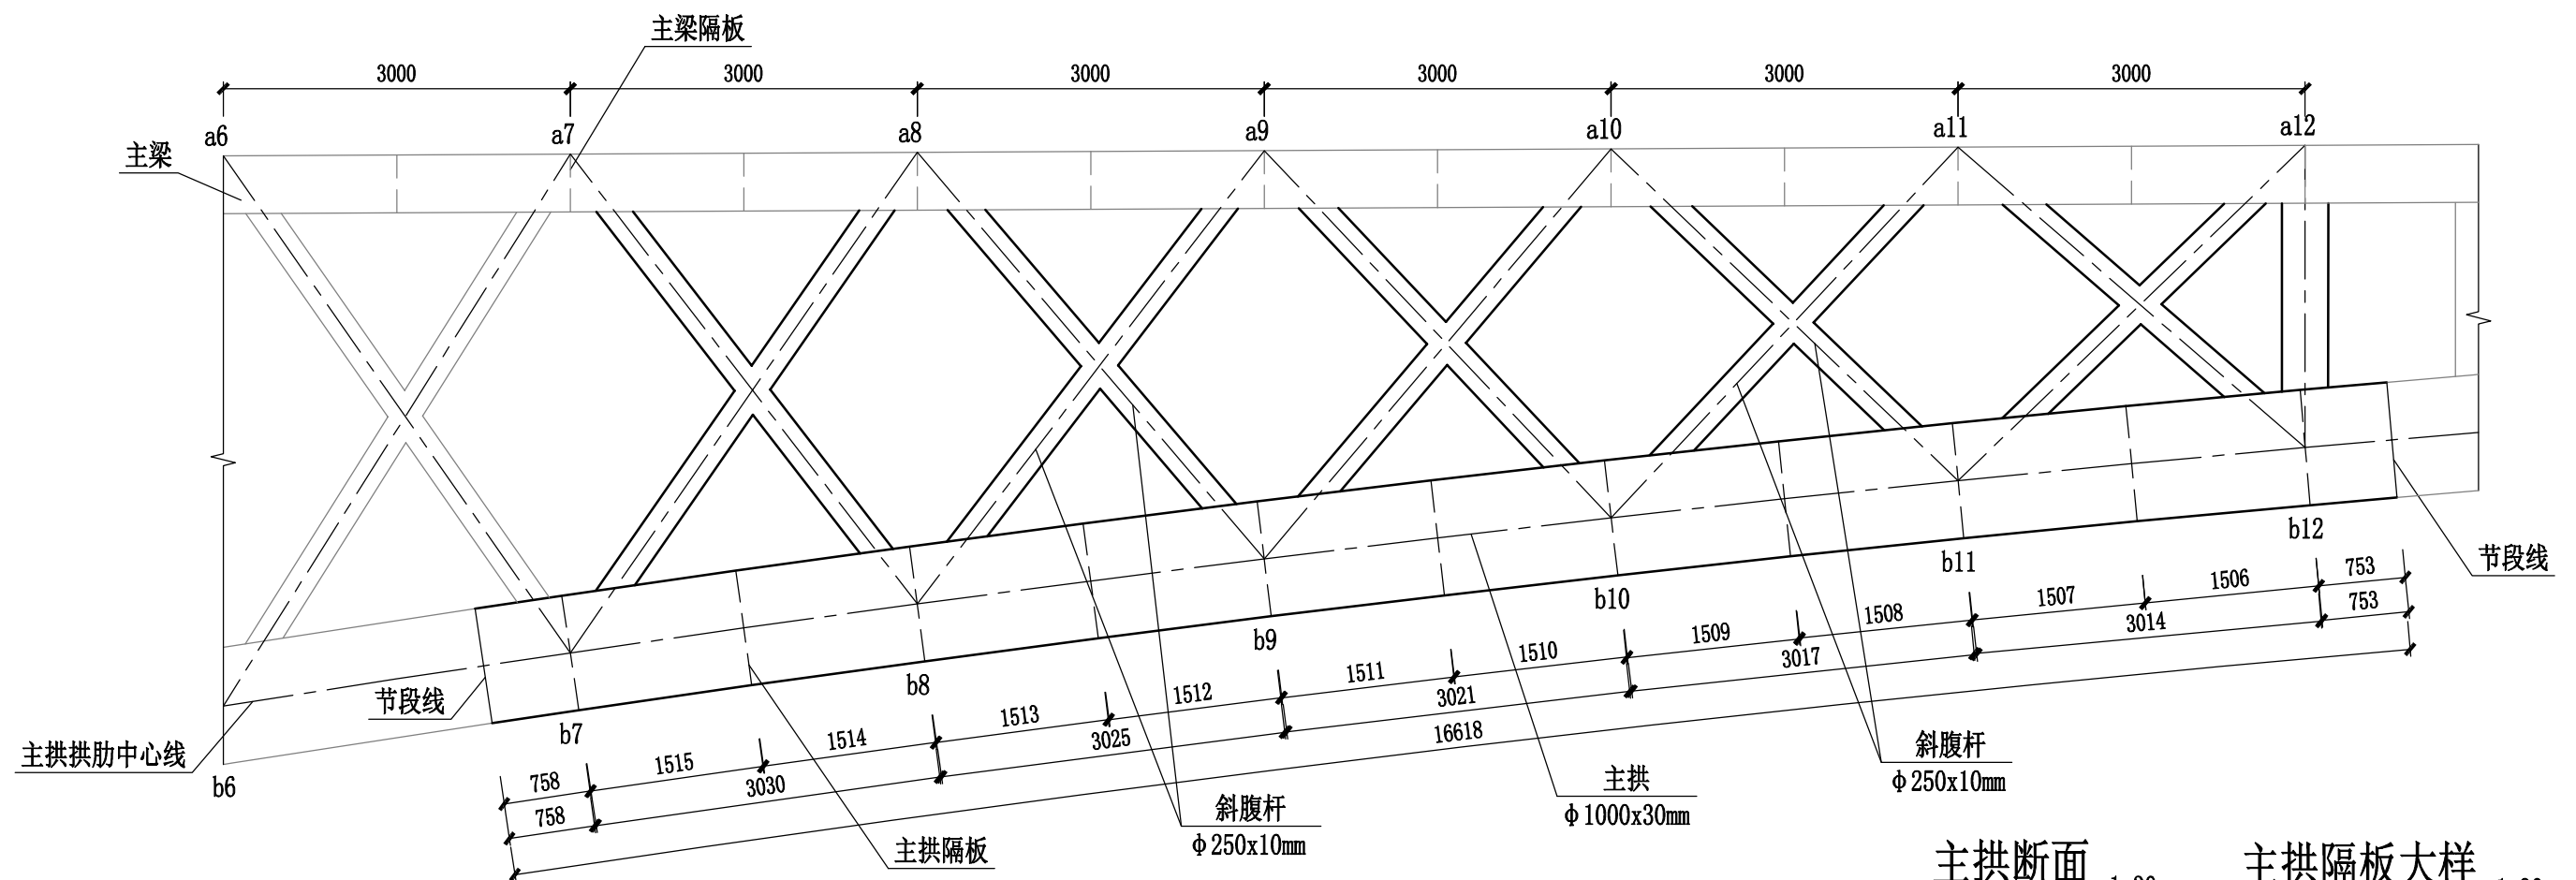 主梁隔板
3000 3000 3000 3000 3000 3000
a6 a7 a8 a9 a10 a11 a12
主梁
节段线
主拱拱肋中心线
节段线
b6 b7 b8 b9 b10 b11 b12
758 1515 1514 1513 1512 1511 1510 1509 1508 1507 1506 753
758 3030 3025 3021 3017 3014 753
16618
主拱隔板
斜腹杆
ф250x10mm
主拱
ф1000x30mm
斜腹杆
ф250x10mm
主拱断面
主拱隔板大样